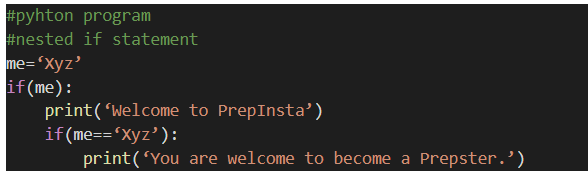 #pyhton program
#nested if statement
me=‘Xyz’
if(me):
    print(‘Welcome to PrepInsta’)
    if(me==‘Xyz’):
        print(‘You are welcome to become a Prepster.’)